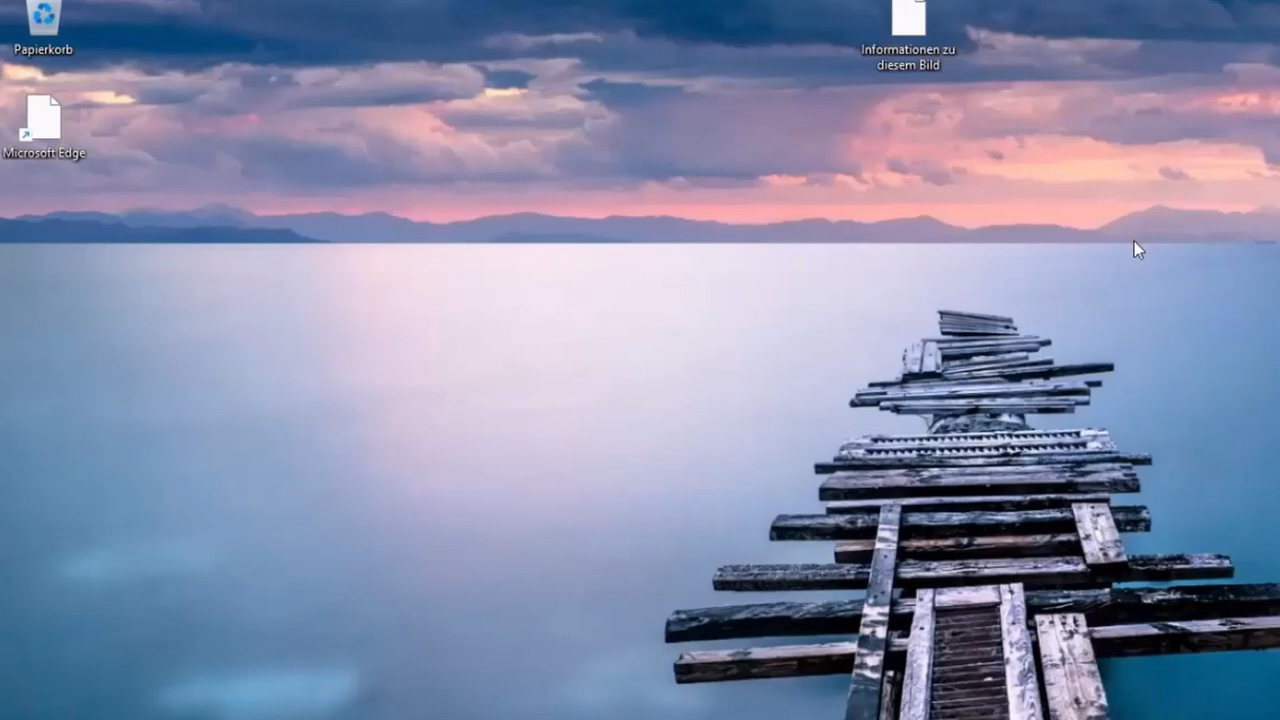 Papierkorb
Microsoft Edge
Informationen zu
diesem Bild